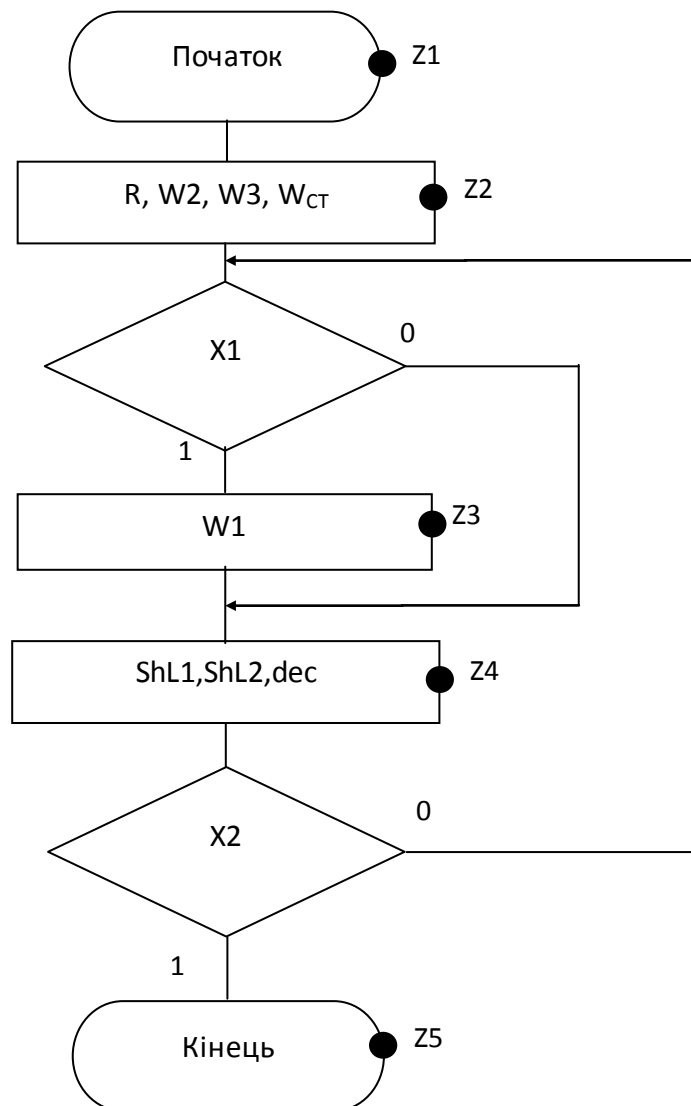 Початок
Z1
R, W2, W3, WСТ
Z2
X1
0
1
W1
Z3
ShL1,ShL2,dec
Z4
X2
0
1
Кінець
Z5